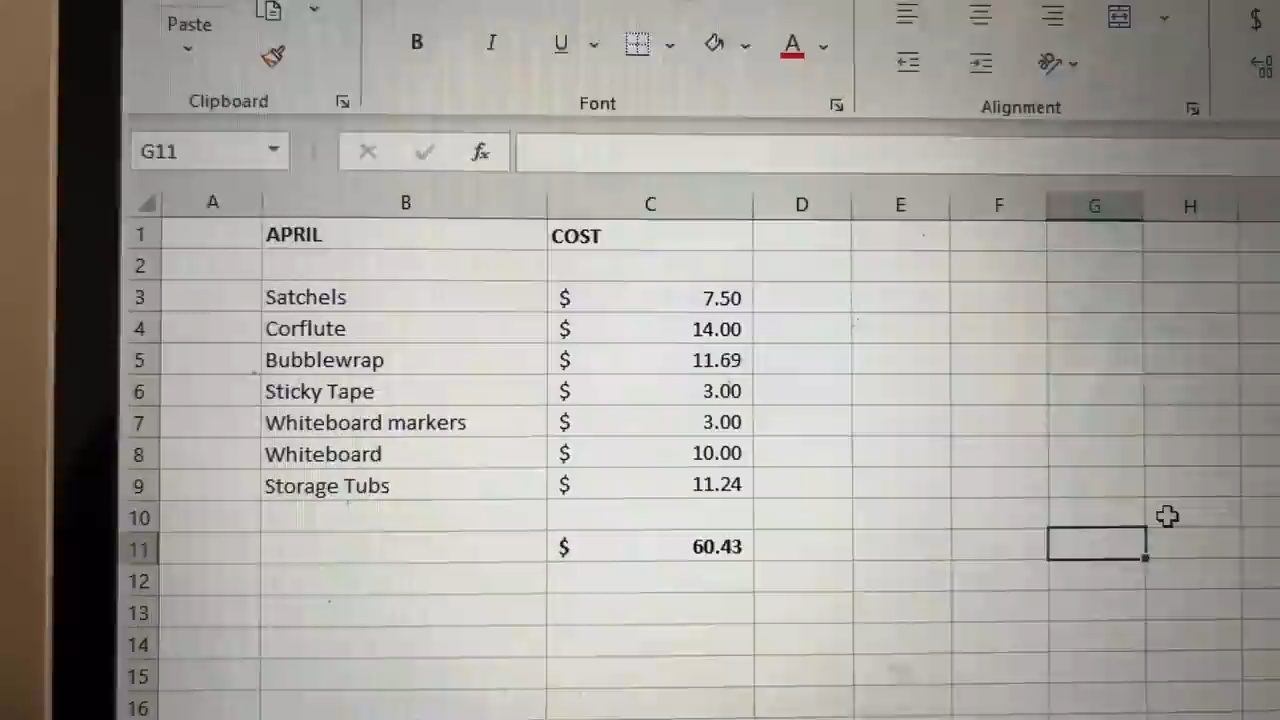 Paste
B I U A $
Clipboard Font Alignment
G11 fx
A B C D E F G H
1 APRIL COST
2
3 Satchels $ 7.50
4 Corflute $ 14.00
5 Bubblewrap $ 11.69
6 Sticky Tape $ 3.00
7 Whiteboard markers $ 3.00
8 Whiteboard $ 10.00
9 Storage Tubs $ 11.24
10
11 $ 60.43
12
13
14
15
16